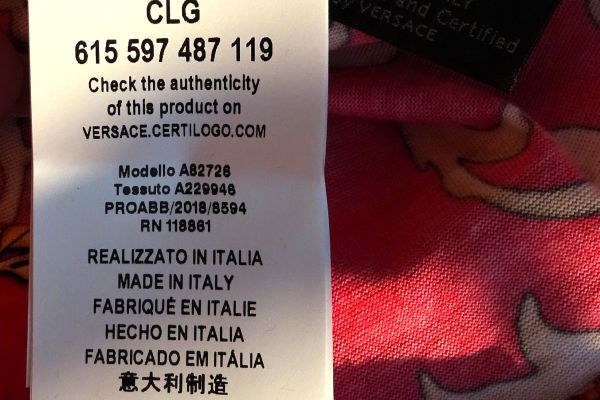 CLG
615 597 487 119
Check the authenticity
of this product on
VERSACE.CERTILOGO.COM
Modello A82726
Tessuto A229946
PROABB/2018/8594
RN 118861
REALIZZATO IN ITALIA
MADE IN ITALY
FABRIQUÉ EN ITALIE
HECHO EN ITALIA
FABRICADO EM ITÁLIA
意大利制造
and Certified
by VERSACE